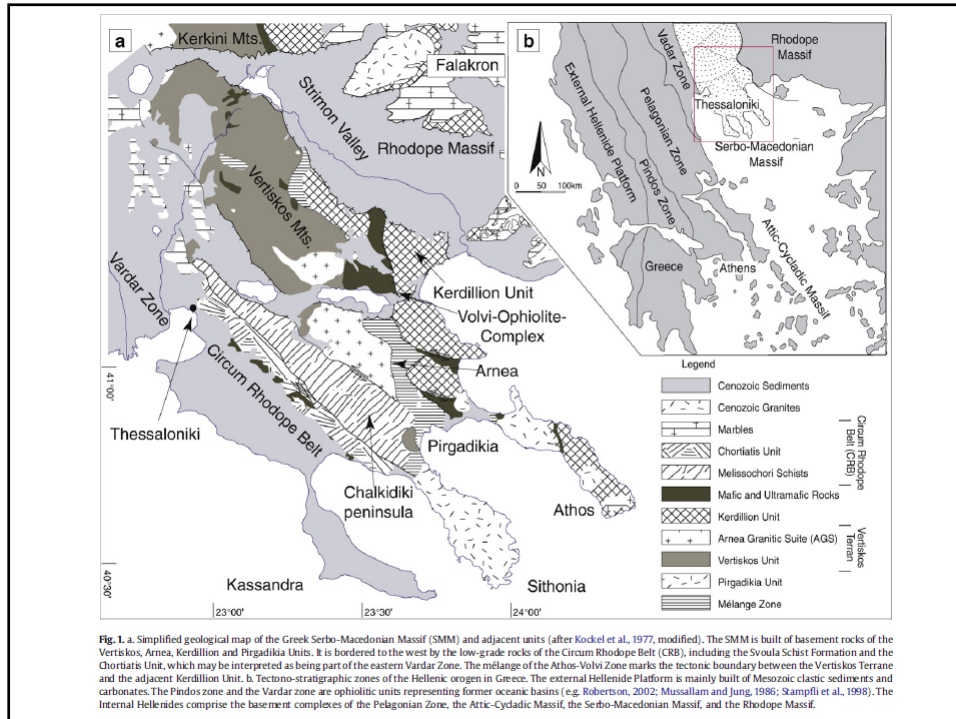 a
Kerkini Mts.
Falakron
Strimon Valley
Rhodope Massif
Vertiskos Mts.
Vardar Zone
Kerdillion Unit
Volvi-Ophiolite-
Complex
Arnea
Circum Rhodope Belt
Thessaloniki
Pirgadikia
Chalkidiki
peninsula
Athos
Kassandra
Sithonia
41°00'
40°30'
23°00'
23°30'
24°00'
b
Vadar Zone
Rhodope
Massif
External Hellenide Platform
Pelagonian Zone
Pindos Zone
Thessaloniki
Serbo-Macedonian
Massif
N
0 50 100km
Attic-Cycladic Massif
Greece
Athens
Legend
Cenozoic Sediments
Cenozoic Granites
Marbles
Chortiatis Unit
Melissochori Schists
Mafic and Ultramafic Rocks
Kerdillion Unit
Arnea Granitic Suite (AGS)
Vertiskos Unit
Pirgadikia Unit
Mélange Zone
Circum Rhodope
Belt (CRB)
Vertiskos
Terran
Fig. 1. a. Simplified geological map of the Greek Serbo-Macedonian Massif (SMM) and adjacent units (after Kockel et al., 1977, modified). The SMM is built of basement rocks of the
Vertiskos, Arnea, Kerdillion and Pirgadikia Units. It is bordered to the west by the low-grade rocks of the Circum Rhodope Belt (CRB), including the Svoula Schist Formation and the
Chortiatis Unit, which may be interpreted as being part of the eastern Vardar Zone. The mélange of the Athos-Volvi Zone marks the tectonic boundary between the Vertiskos Terrane
and the adjacent Kerdillion Unit. b. Tectono-stratigraphic zones of the Hellenic orogen in Greece. The external Hellenide Platform is mainly built of Mesozoic clastic sediments and
carbonates. The Pindos zone and the Vardar zone are ophiolitic units representing former oceanic basins (e.g. Robertson, 2002; Mussallam and Jung, 1986; Stampfli et al., 1998). The
Internal Hellenides comprise the basement complexes of the Pelagonian Zone, the Attic-Cycladic Massif, the Serbo-Macedonian Massif, and the Rhodope Massif.